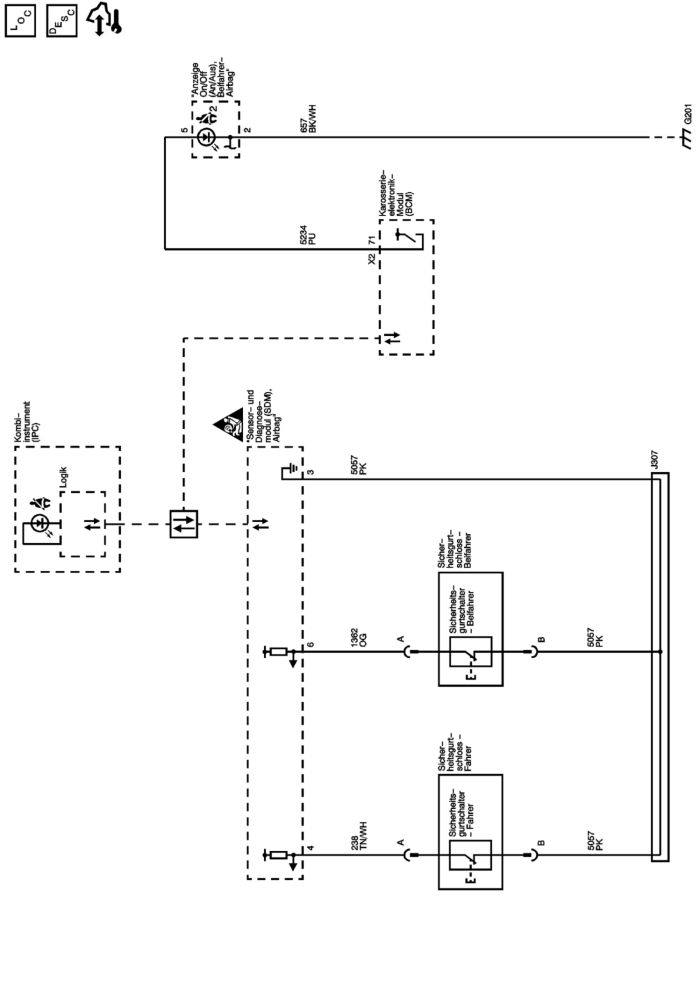 LOC
DESC
"Anzeige
On/Off
(An/Aus),
Beifahrer-
Airbag"
2
5
2
657
BK/WH
G201
5234
PU
Karosserie-
elektronik-
Modul
(BCM)
X2
71
Kombi-
instrument
(IPC)
Logik
"Sensor- und
Diagnose-
modul (SDM),
Airbag"
3
5057
PK
J307
6
1362
OG
A
Sicher-
heitsgurt-
schloss -
Beifahrer
Sicherheits-
gurtschalter
- Beifahrer
B
5057
PK
4
238
TN/WH
A
Sicher-
heitsgurt-
schloss -
Fahrer
Sicherheits-
gurtschalter
- Fahrer
B
5057
PK